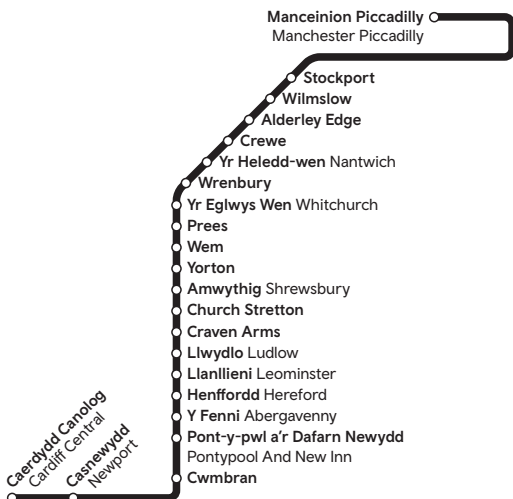 Manceinion Piccadilly
Manchester Piccadilly
Stockport
Wilmslow
Alderley Edge
Crewe
Yr Heledd-wen Nantwich
Wrenbury
Yr Eglwys Wen Whitchurch
Prees
Wem
Yorton
Amwythig Shrewsbury
Church Stretton
Craven Arms
Llwydlo Ludlow
Llanllieni Leominster
Henffordd Hereford
Y Fenni Abergavenny
Pont-y-pwl a'r Dafarn Newydd
Pontypool And New Inn
Cwmbran
Casnewydd
Newport
Caerdydd Canolog
Cardiff Central